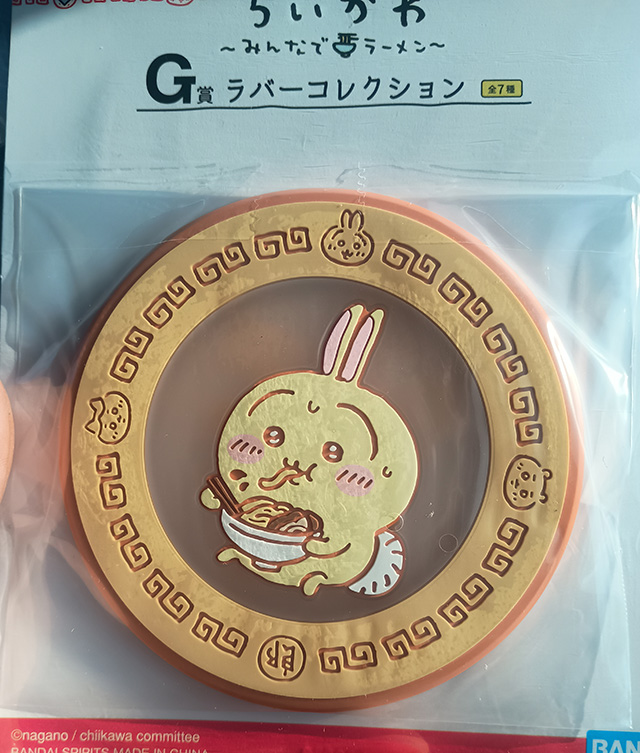 ちいかわ
~みんなでラーメン~
G賞 ラバーコレクション 全7種
郎
©nagano / chiikawa committee
BANDAI SPIRITS MADE IN CHINA
BAN